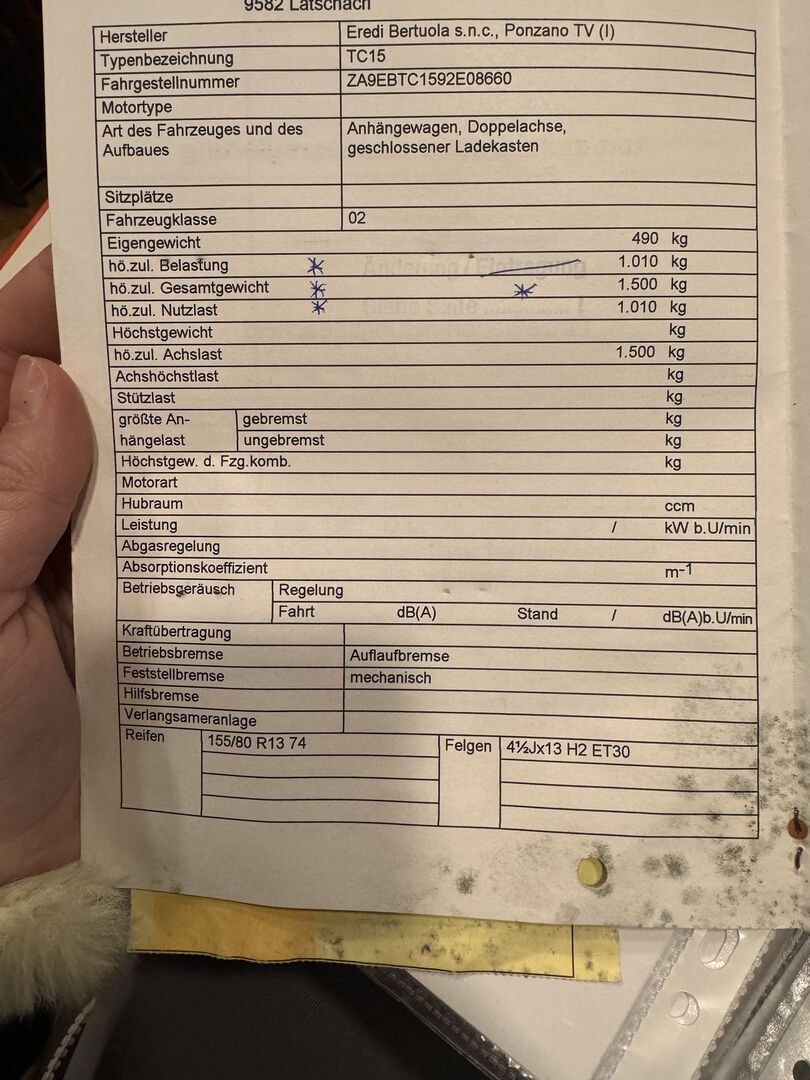 9582 Latschach
Hersteller Eredi Bertuola s.n.c., Ponzano TV (I)
Typenbezeichnung TC15
Fahrgestellnummer ZA9EBTC1592E08660
Motortype
Art des Fahrzeuges und des Anhängewagen, Doppelachse,
Aufbaues geschlossener Ladekasten
Sitzplätze
Fahrzeugklasse 02
Eigengewicht 490 kg
hö.zul. Belastung * 1.010 kg
hö.zul. Gesamtgewicht * * 1.500 kg
hö.zul. Nutzlast * 1.010 kg
Höchstgewicht kg
hö.zul. Achslast 1.500 kg
Achshöchstlast kg
Stützlast kg
größte An- gebremst kg
hängelast ungebremst kg
Höchstgew. d. Fzg.komb. kg
Motorart
Hubraum ccm
Leistung / kW b.U/min
Abgasregelung
Absorptionskoeffizient m-1
Betriebsgeräusch Regelung
Fahrt dB(A) Stand / dB(A)b.U/min
Kraftübertragung
Betriebsbremse Auflaufbremse
Feststellbremse mechanisch
Hilfsbremse
Verlangsameranlage
Reifen 155/80 R13 74 Felgen 4½Jx13 H2 ET30